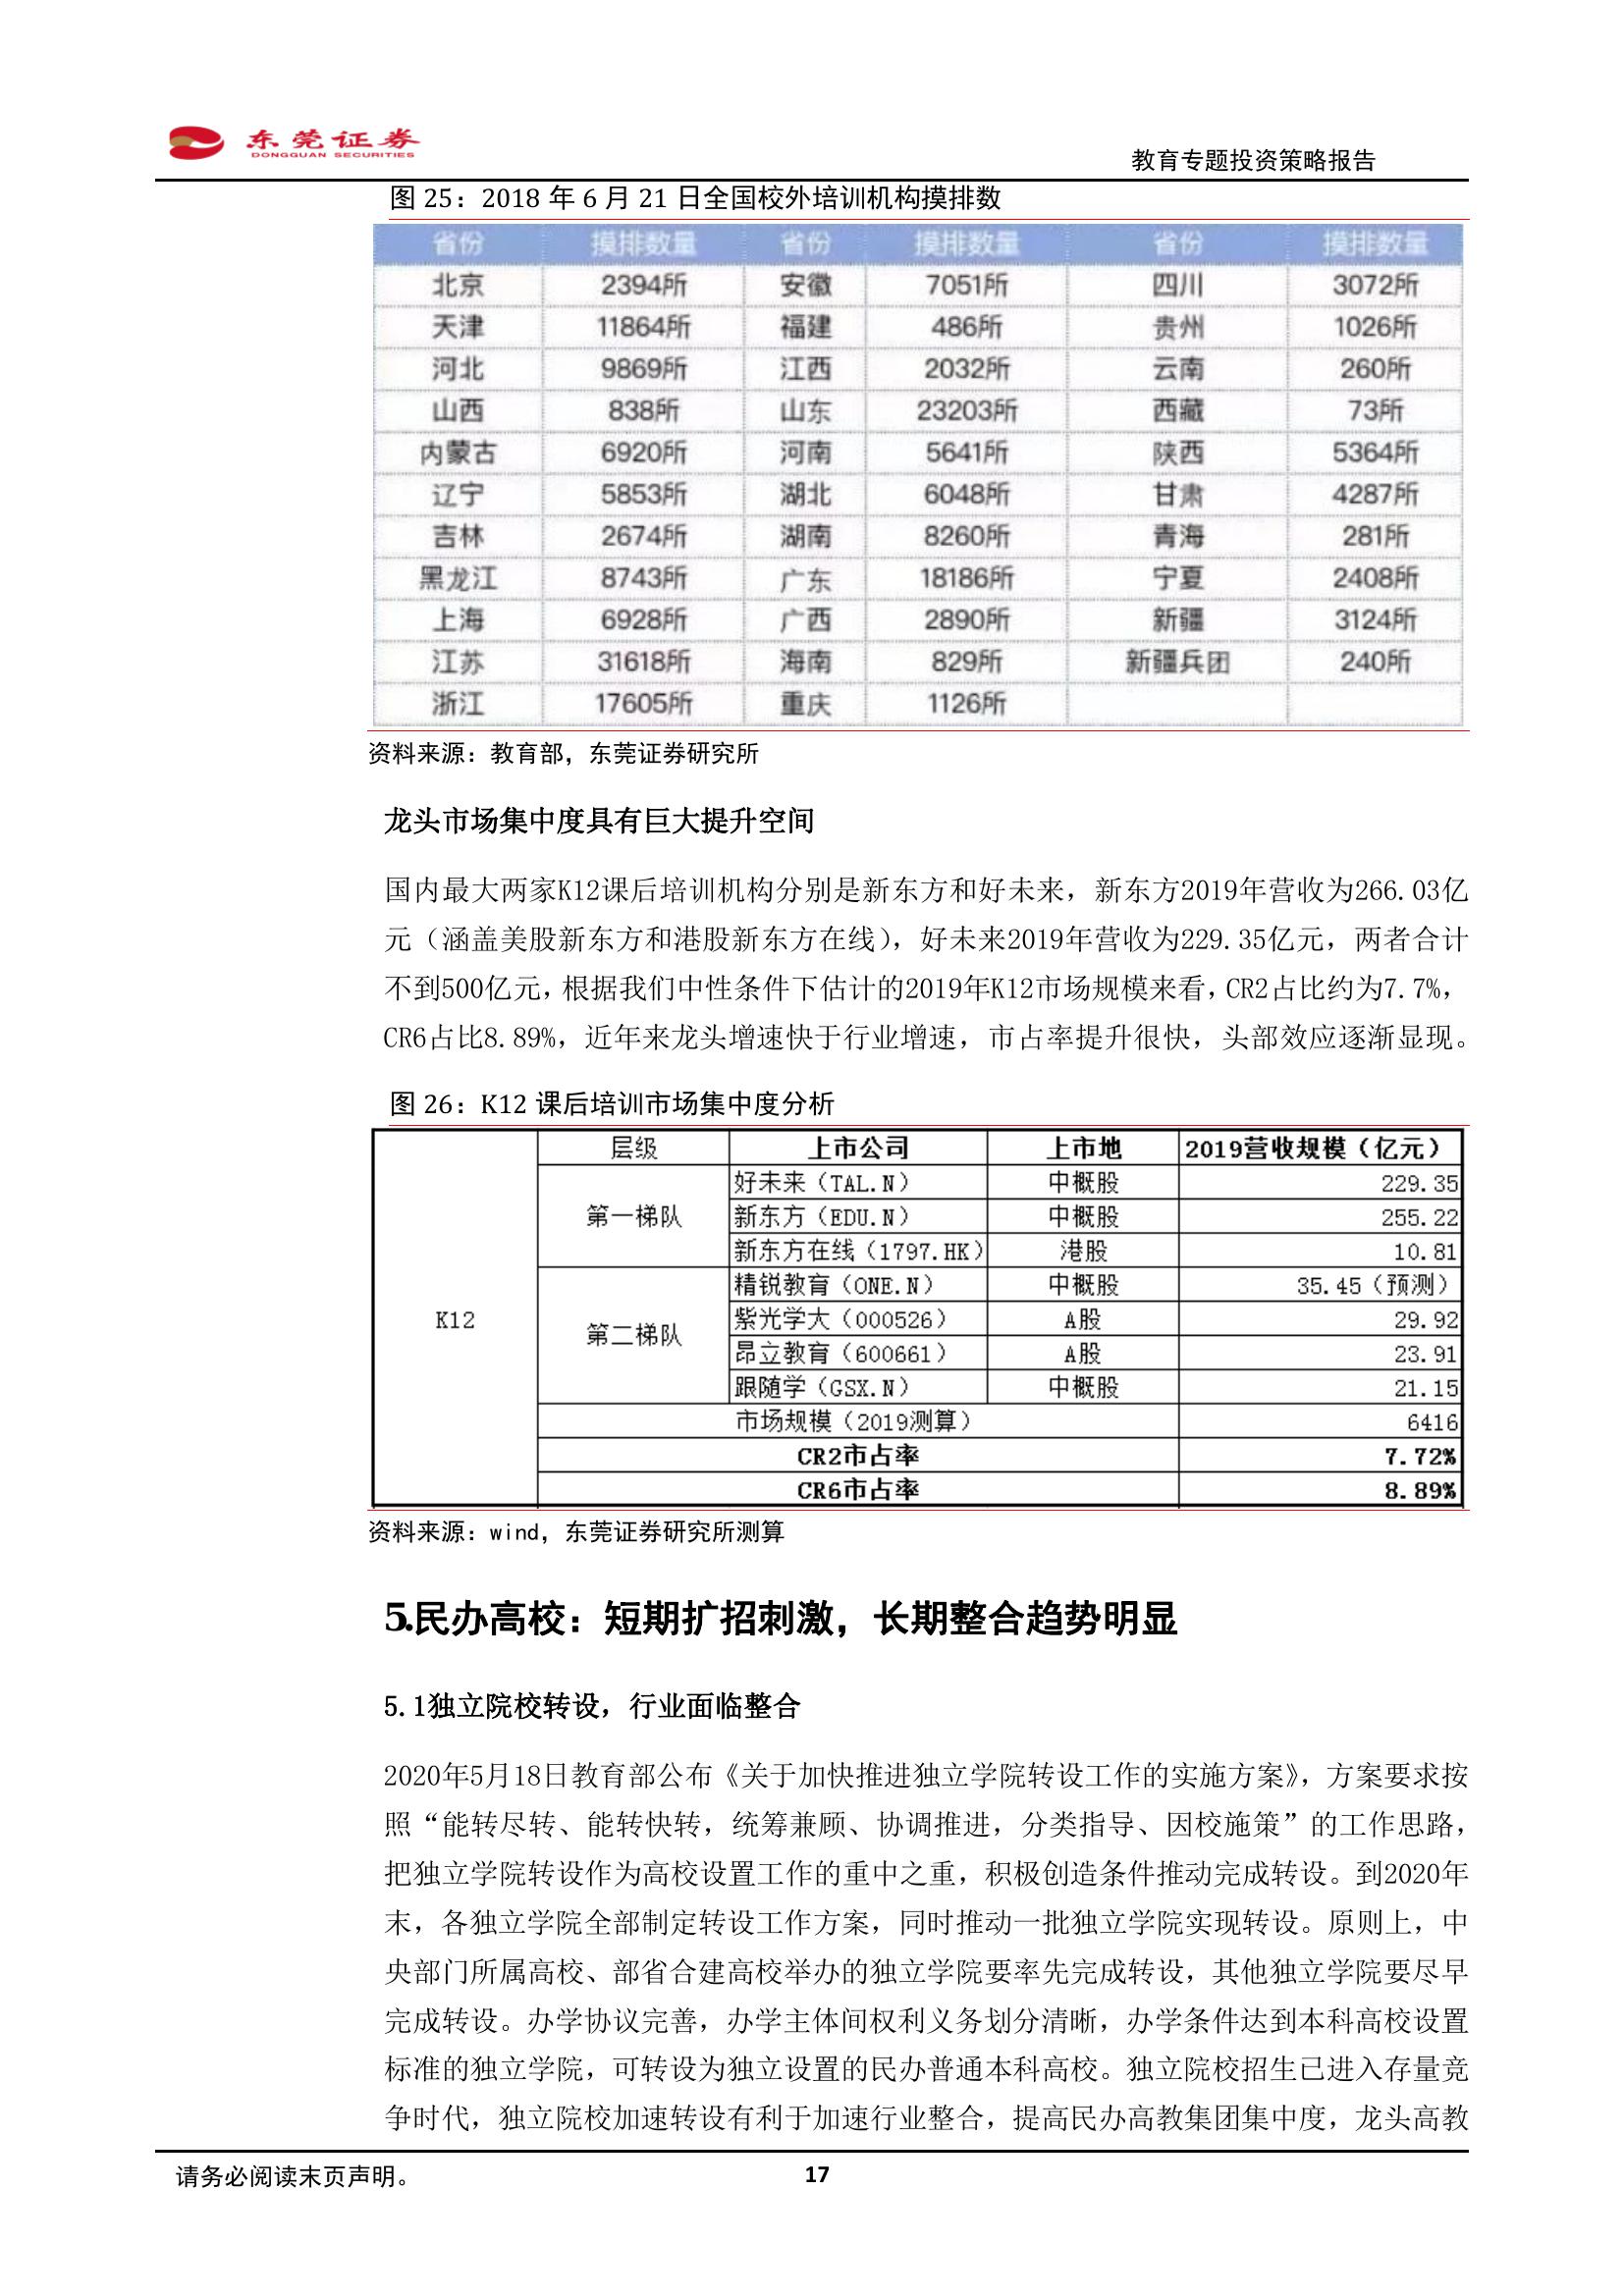 东莞证券
DONGGUAN SECURITIES
教育专题投资策略报告
图 25：2018 年 6 月 21 日全国校外培训机构摸排数
省份 摸排数量 省份 摸排数量 省份 摸排数量
北京 2394所 安徽 7051所 四川 3072所
天津 11864所 福建 486所 贵州 1026所
河北 9869所 江西 2032所 云南 260所
山西 838所 山东 23203所 西藏 73所
内蒙古 6920所 河南 5641所 陕西 5364所
辽宁 5853所 湖北 6048所 甘肃 4287所
吉林 2674所 湖南 8260所 青海 281所
黑龙江 8743所 广东 18186所 宁夏 2408所
上海 6928所 广西 2890所 新疆 3124所
江苏 31618所 海南 829所 新疆兵团 240所
浙江 17605所 重庆 1126所
资料来源：教育部，东莞证券研究所
龙头市场集中度具有巨大提升空间
国内最大两家K12课后培训机构分别是新东方和好未来，新东方2019年营收为266.03亿
元（涵盖美股新东方和港股新东方在线），好未来2019年营收为229.35亿元，两者合计
不到500亿元，根据我们中性条件下估计的2019年K12市场规模来看，CR2占比约为7.7%，
CR6占比8.89%，近年来龙头增速快于行业增速，市占率提升很快，头部效应逐渐显现。
图 26：K12 课后培训市场集中度分析
层级 上市公司 上市地 2019营收规模（亿元）
好未来（TAL.N） 中概股 229.35
第一梯队 新东方（EDU.N） 中概股 255.22
新东方在线（1797.HK） 港股 10.81
精锐教育（ONE.N） 中概股 35.45（预测）
K12 紫光学大（000526） A股 29.92
第二梯队 昂立教育（600661） A股 23.91
跟随学（GSX.N） 中概股 21.15
市场规模（2019测算） 6416
CR2市占率 7.72%
CR6市占率 8.89%
资料来源：wind，东莞证券研究所测算
5.民办高校：短期扩招刺激，长期整合趋势明显
5.1独立院校转设，行业面临整合
2020年5月18日教育部公布《关于加快推进独立学院转设工作的实施方案》，方案要求按
照“能转尽转、能转快转，统筹兼顾、协调推进，分类指导、因校施策”的工作思路，
把独立学院转设作为高校设置工作的重中之重，积极创造条件推动完成转设。到2020年
末，各独立学院全部制定转设工作方案，同时推动一批独立学院实现转设。原则上，中
央部门所属高校、部省合建高校举办的独立学院要率先完成转设，其他独立学院要尽早
完成转设。办学协议完善，办学主体间权利义务划分清晰，办学条件达到本科高校设置
标准的独立学院，可转设为独立设置的民办普通本科高校。独立院校招生已进入存量竞
争时代，独立院校加速转设有利于加速行业整合，提高民办高教集团集中度，龙头高教
请务必阅读末页声明。
17